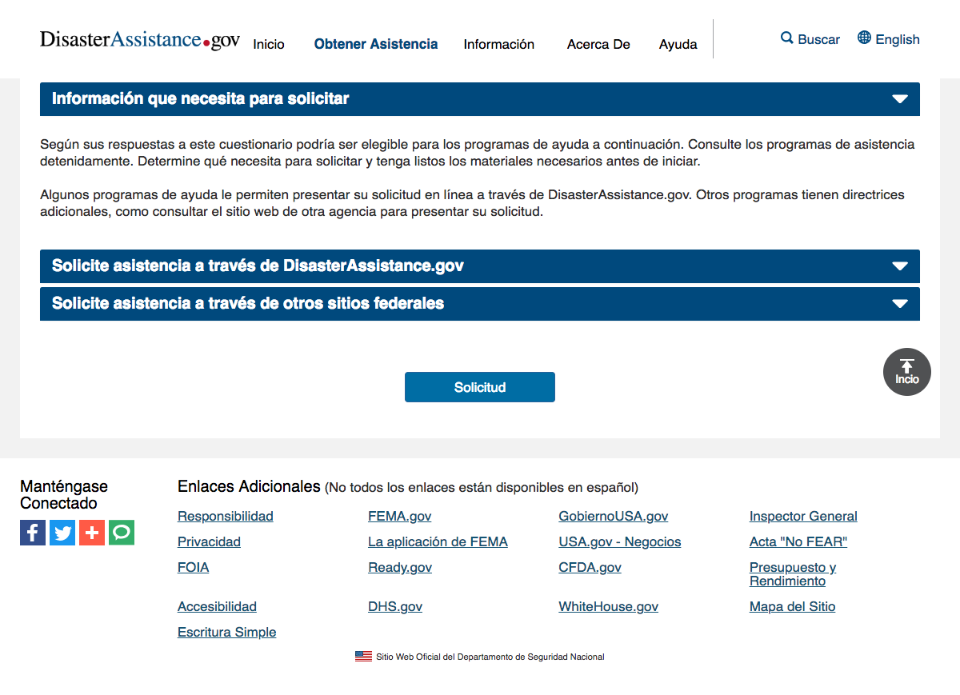 DisasterAssistance.gov
Inicio Obtener Asistencia Información Acerca De Ayuda
Buscar English
Información que necesita para solicitar
Según sus respuestas a este cuestionario podría ser elegible para los programas de ayuda a continuación. Consulte los programas de asistencia
detenidamente. Determine qué necesita para solicitar y tenga listos los materiales necesarios antes de iniciar.
Algunos programas de ayuda le permiten presentar su solicitud en línea a través de DisasterAssistance.gov. Otros programas tienen directrices
adicionales, como consultar el sitio web de otra agencia para presentar su solicitud.
Solicite asistencia a través de DisasterAssistance.gov
Solicite asistencia a través de otros sitios federales
Incio
Solicitud
Manténgase
Conectado
Enlaces Adicionales (No todos los enlaces están disponibles en español)
Responsibilidad FEMA.gov GobiernoUSA.gov Inspector General
Privacidad La aplicación de FEMA USA.gov - Negocios Acta "No FEAR"
FOIA Ready.gov CFDA.gov Presupuesto y
Rendimiento
Accesibilidad DHS.gov WhiteHouse.gov Mapa del Sitio
Escritura Simple
Sitio Web Oficial del Departamento de Seguridad Nacional